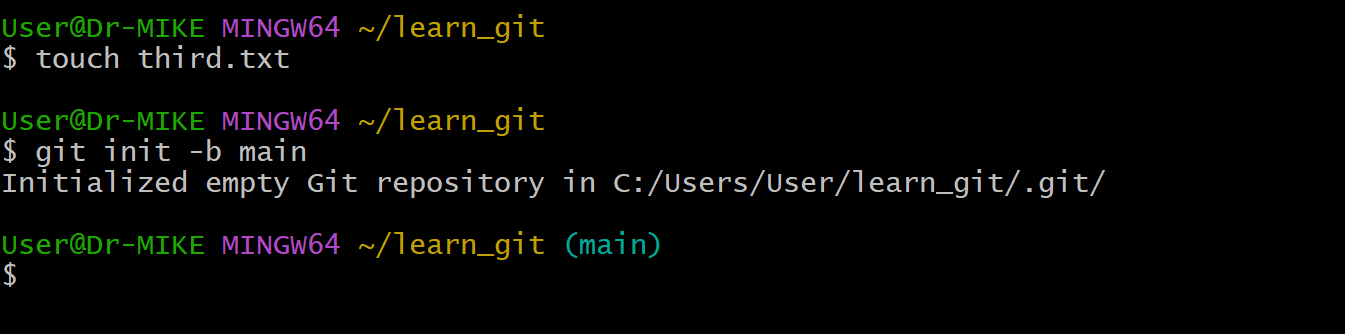 User@Dr-MIKE MINGW64 ~/learn_git
$ touch third.txt
User@Dr-MIKE MINGW64 ~/learn_git
$ git init -b main
Initialized empty Git repository in C:/Users/User/learn_git/.git/
User@Dr-MIKE MINGW64 ~/learn_git (main)
$